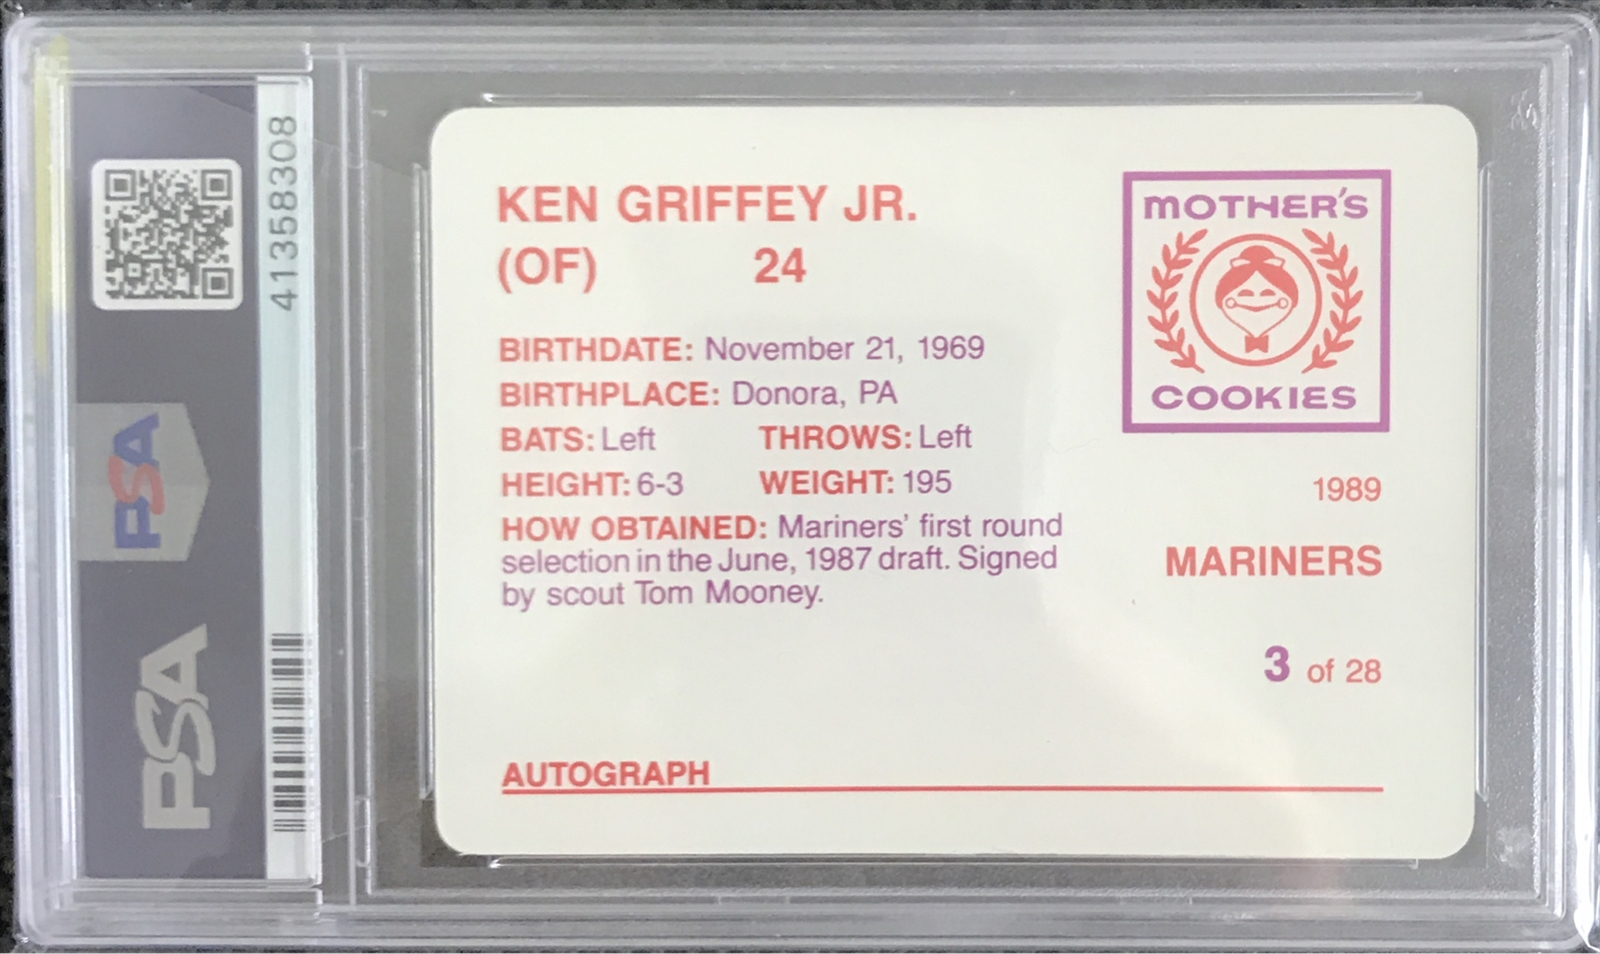 41358308
PSA
PSA
KEN GRIFFEY JR.
(OF) 24
BIRTHDATE: November 21, 1969
BIRTHPLACE: Donora, PA
BATS: Left THROWS: Left
HEIGHT: 6-3 WEIGHT: 195
HOW OBTAINED: Mariners' first round
selection in the June, 1987 draft. Signed
by scout Tom Mooney.
AUTOGRAPH
MOTHER'S
COOKIES
1989
MARINERS
3 of 28